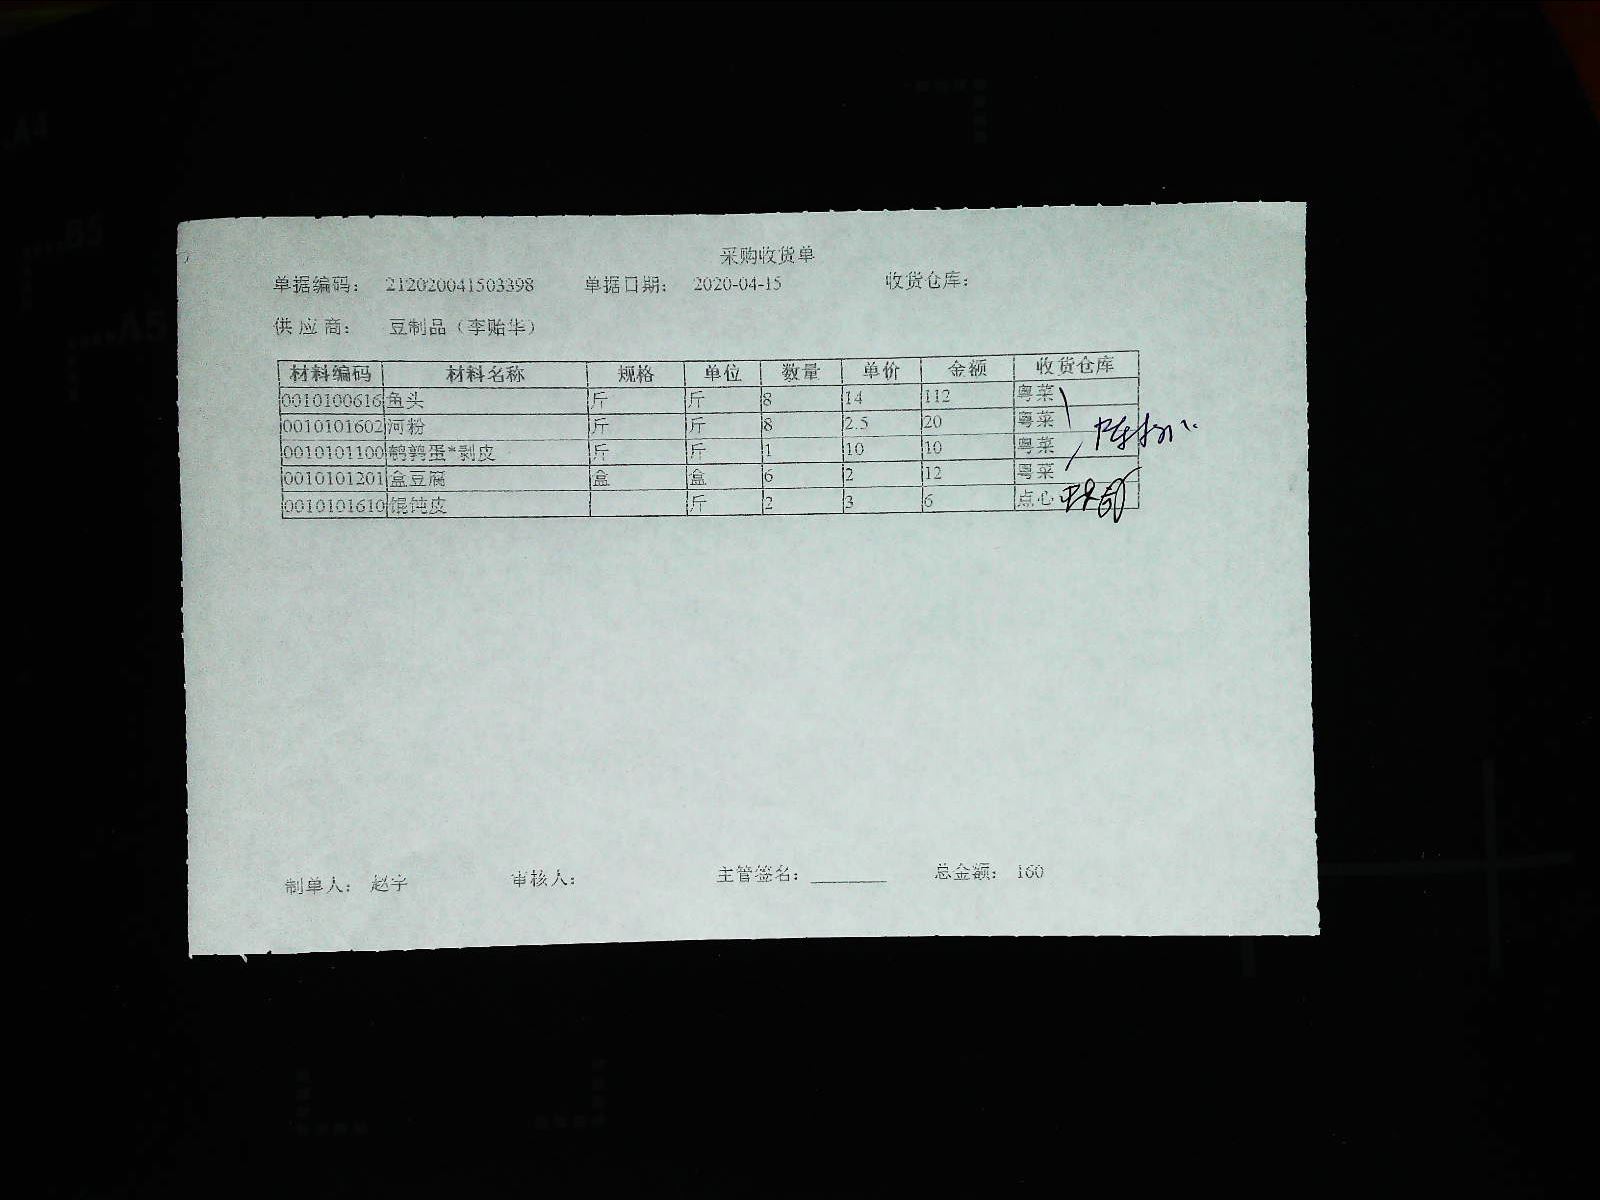 采购收货单
单据编码： 212020041503398 单据日期： 2020-04-15 收货仓库：
供 应 商： 豆制品（李贻华）
材料编码 材料名称 规格 单位 数量 单价 金额 收货仓库
0010100616 鱼头 斤 斤 8 14 112 粤菜
0010101602 河粉 斤 斤 8 2.5 20 粤菜
0010101100 鹌鹑蛋*剥皮 斤 斤 1 10 10 粤菜
0010101201 盒豆腐 盒 盒 6 2 12 粤菜
0010101610 馄饨皮 斤 2 3 6 点心
制单人： 赵宇 审核人： 主管签名： ________ 总金额： 160
A4
B5
A5